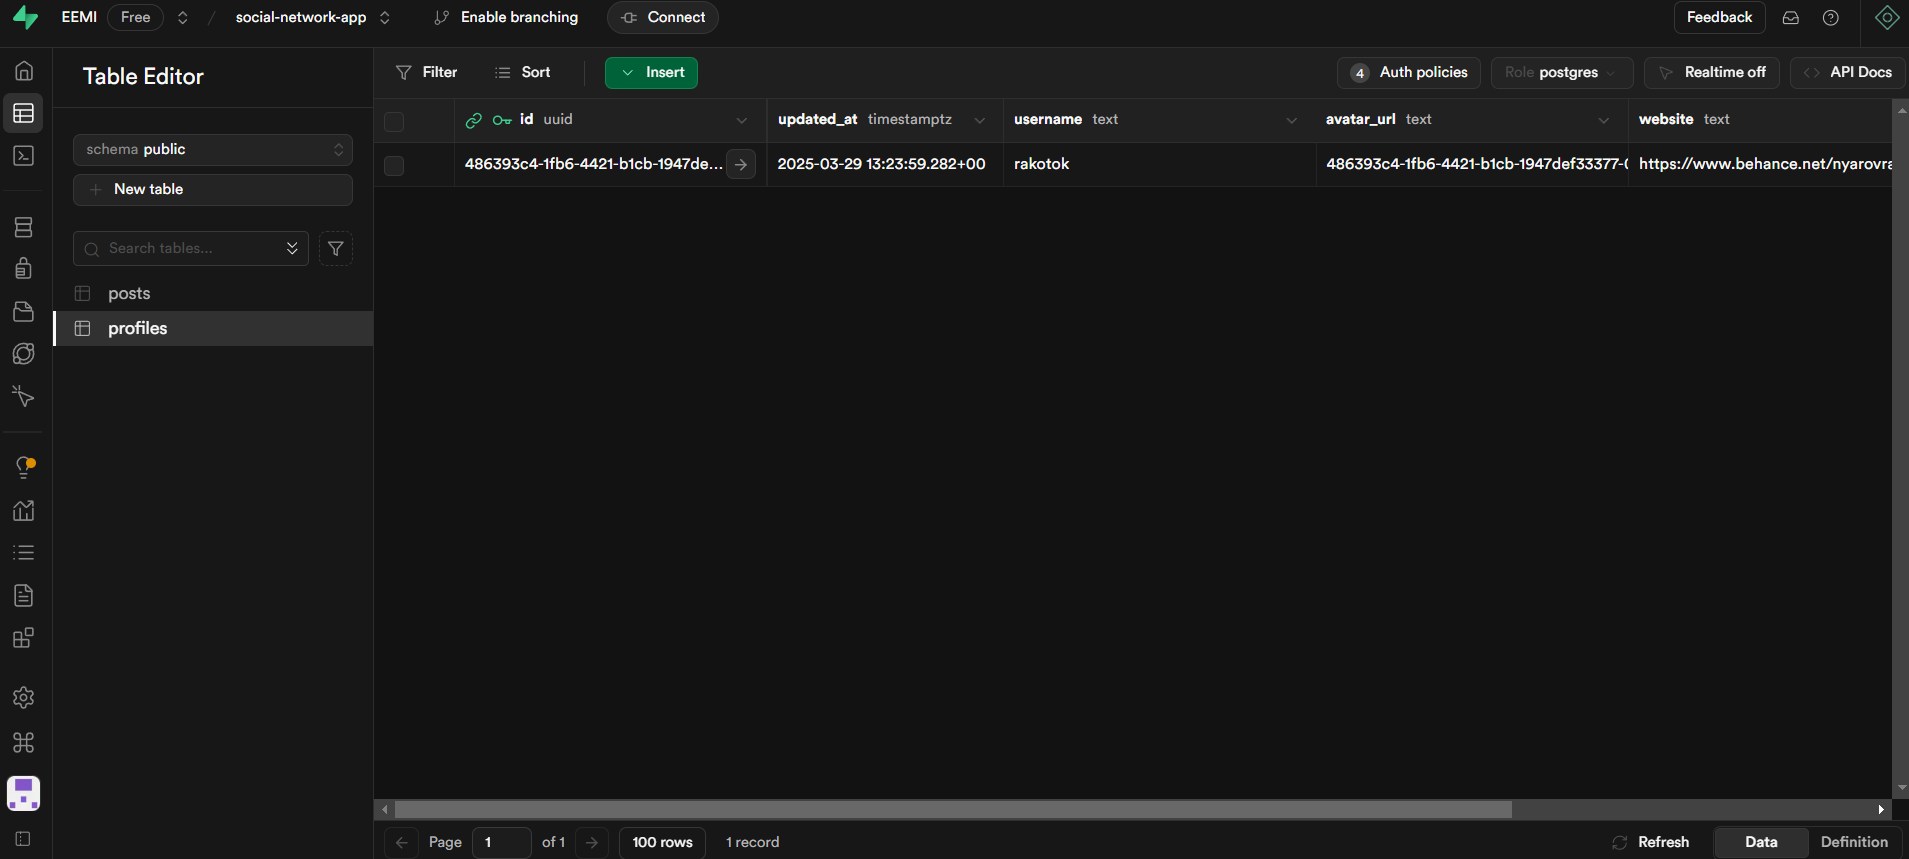 EEMI Free social-network-app Enable branching Connect Feedback
Table Editor
Filter Sort Insert 4 Auth policies Role postgres Realtime off API Docs
schema public
New table
Search tables...
posts
profiles
id uuid updated_at timestamptz username text avatar_url text website text
486393c4-1fb6-4421-b1cb-1947de... 2025-03-29 13:23:59.282+00 rakotok 486393c4-1fb6-4421-b1cb-1947def33377- https://www.behance.net/nyarovra
Page 1 of 1 100 rows 1 record Refresh Data Definition